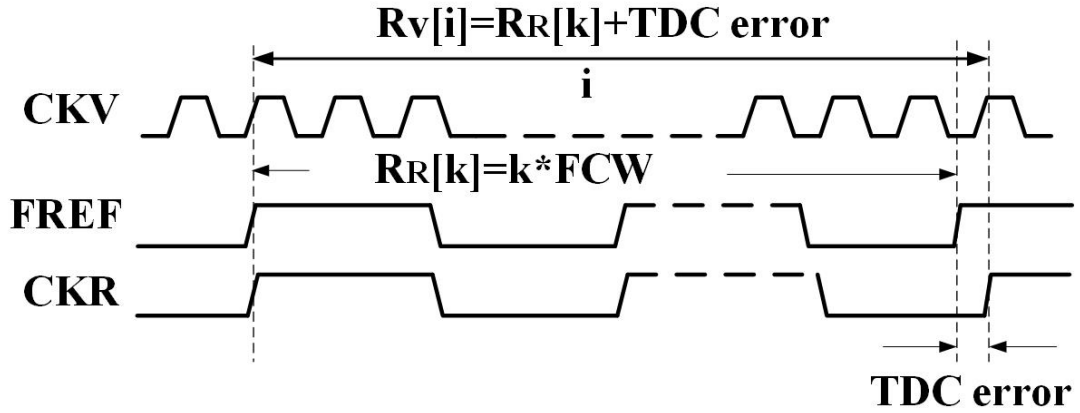 Rv[i]=RR[k]+TDC error
i
CKV
RR[k]=k*FCW
FREF
CKR
TDC error